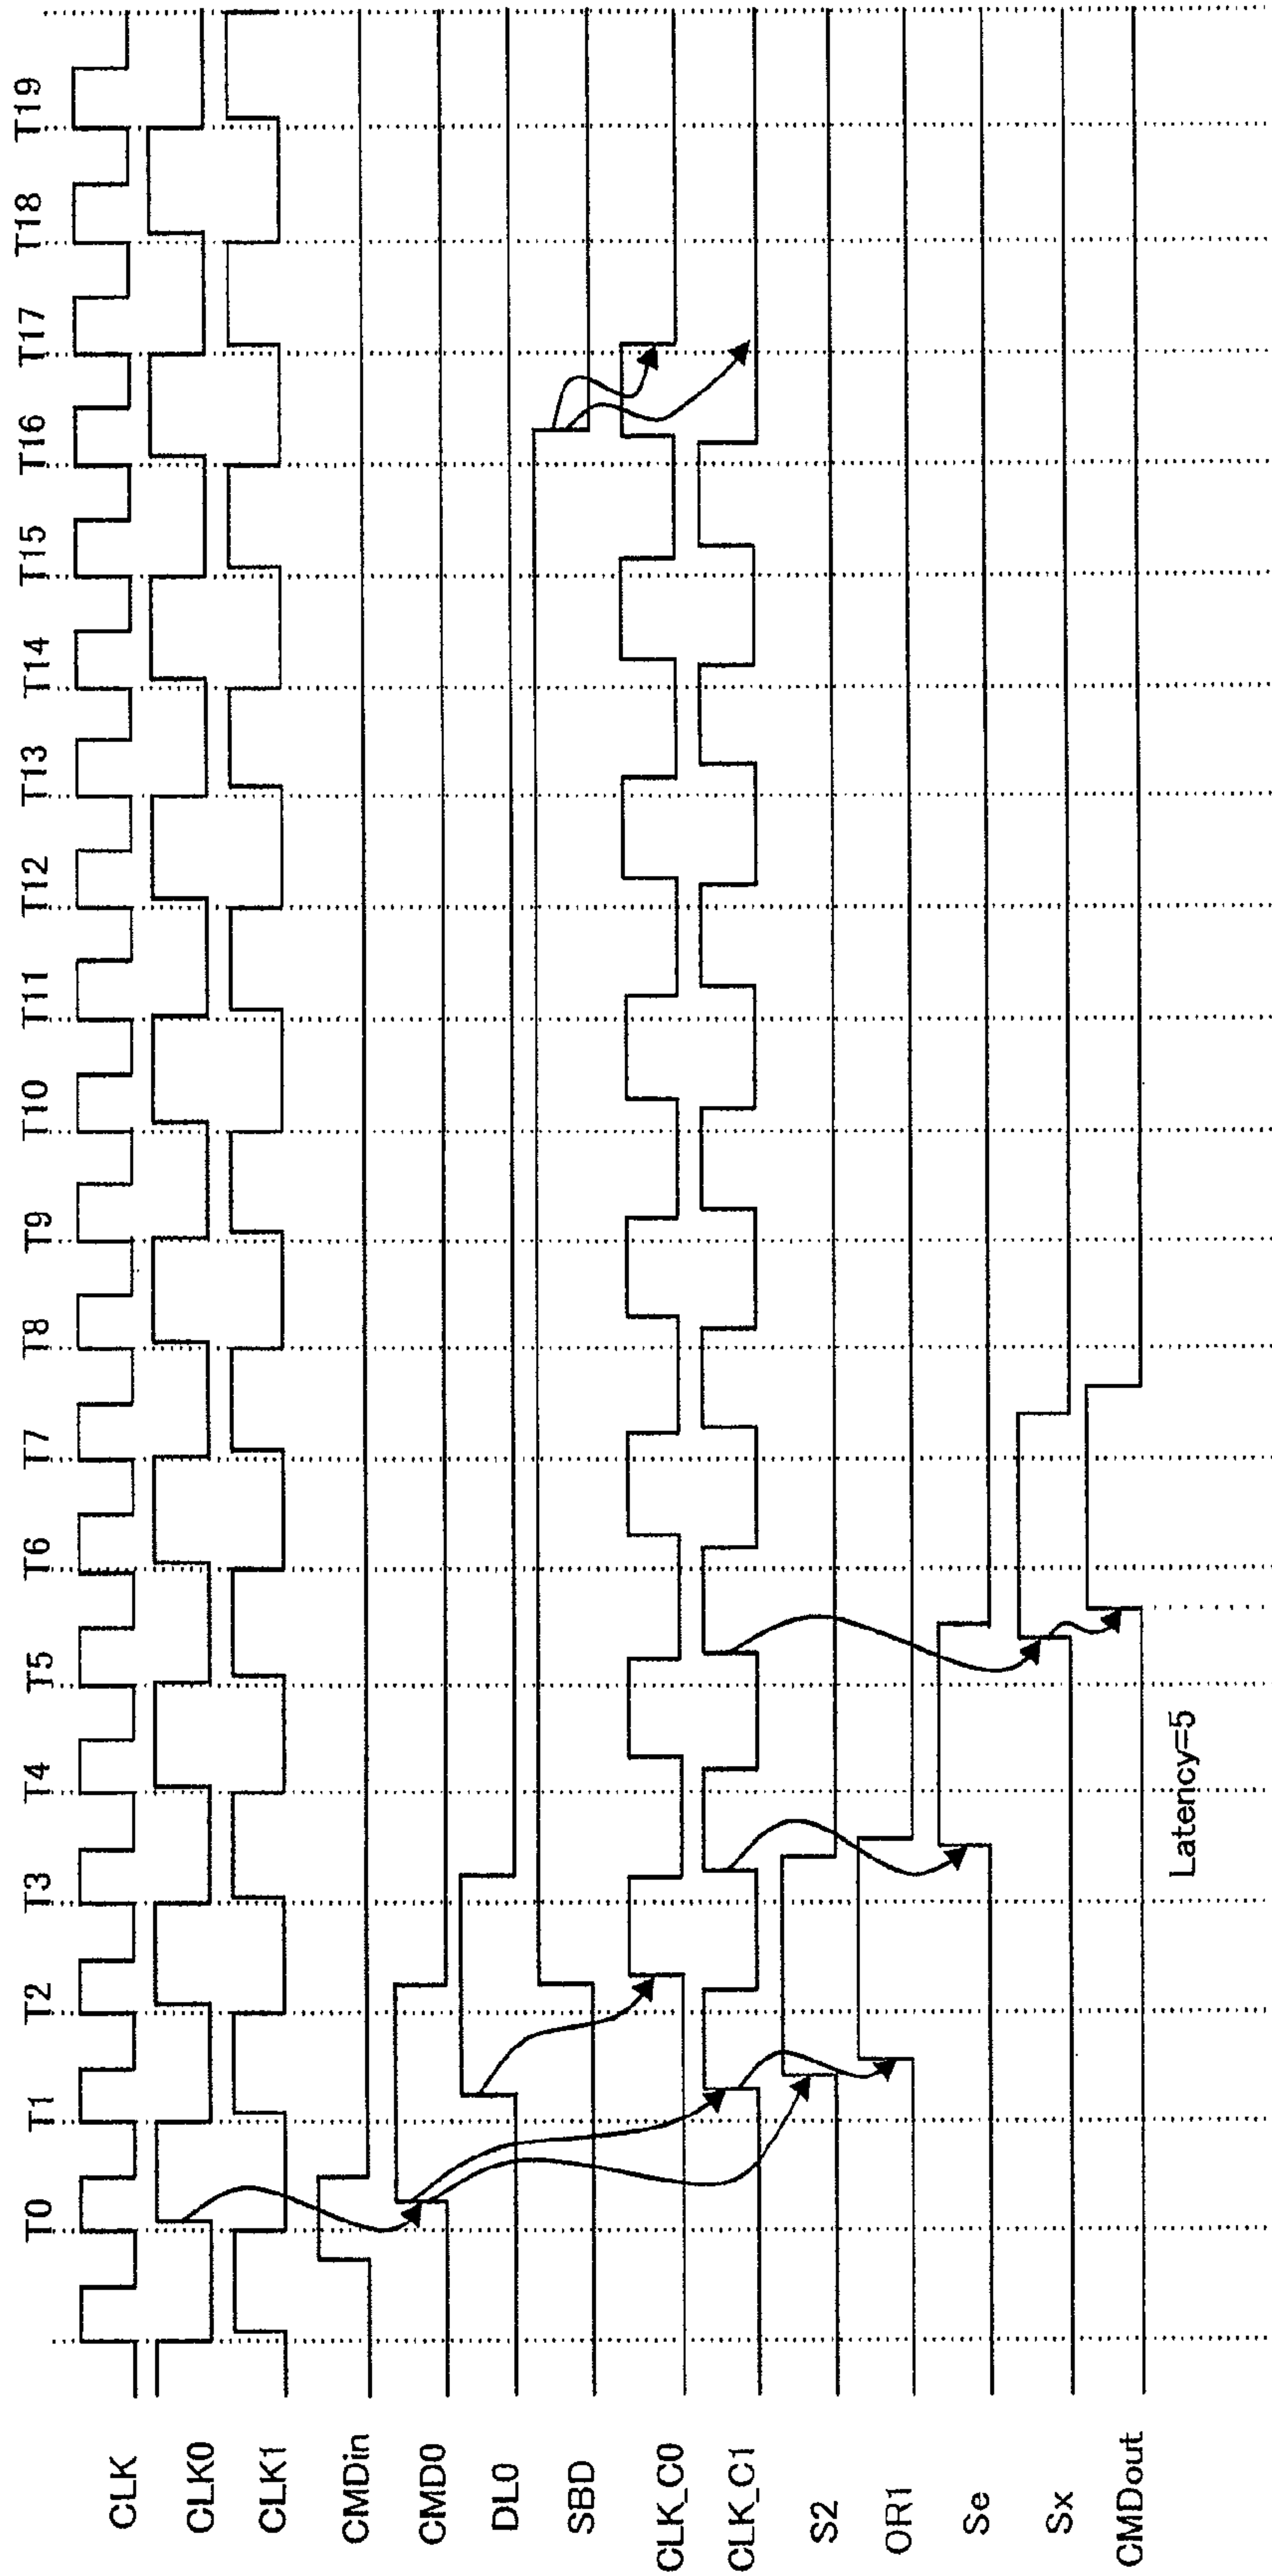 T0 T1 T2 T3 T4 T5 T6 T7 T8 T9 T10 T11 T12 T13 T14 T15 T16 T17 T18 T19
CLK
CLK0
CLK1
CMDin
CMD0
DL0
SBD
CLK_C0
CLK_C1
S2
OR1
Se
Sx
CMDout
Latency=5